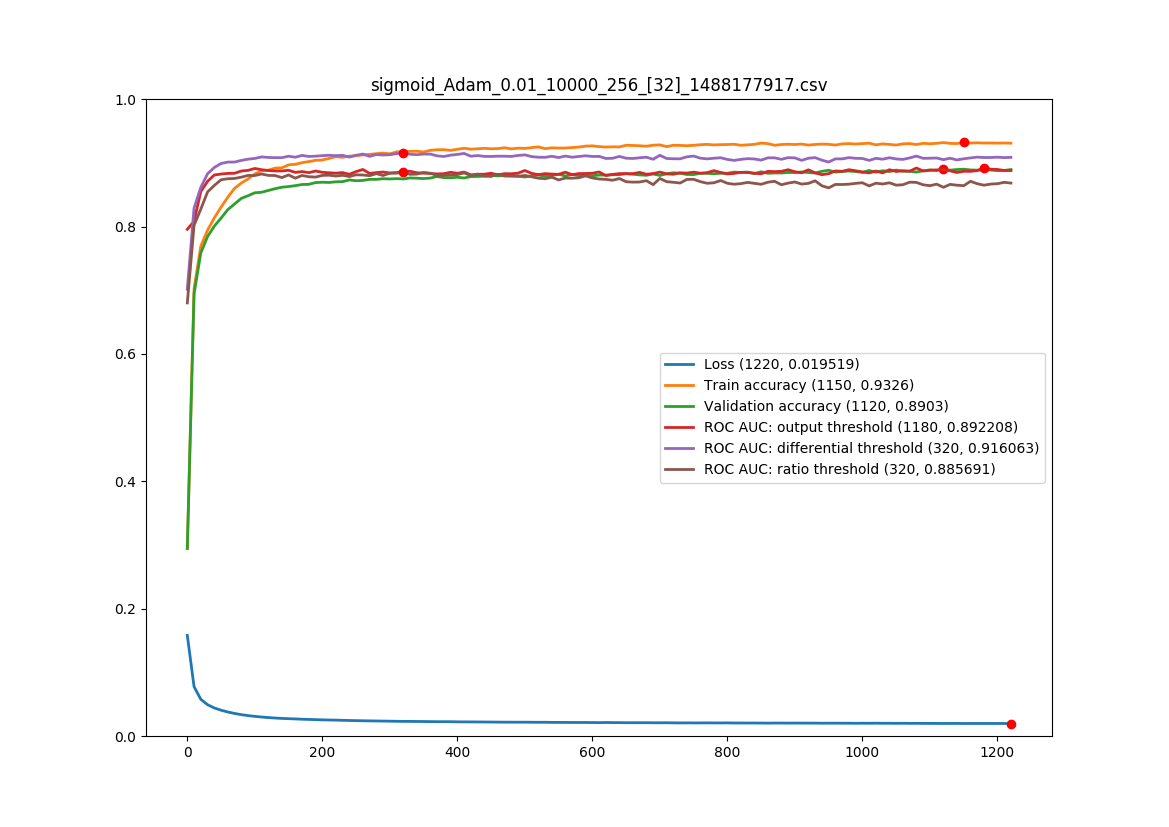 sigmoid_Adam_0.01_10000_256_[32]_1488177917.csv
1.0
0.8
0.6
0.4
0.2
0.0
Loss (1220, 0.019519)
Train accuracy (1150, 0.9326)
Validation accuracy (1120, 0.8903)
ROC AUC: output threshold (1180, 0.892208)
ROC AUC: differential threshold (320, 0.916063)
ROC AUC: ratio threshold (320, 0.885691)
0 200 400 600 800 1000 1200